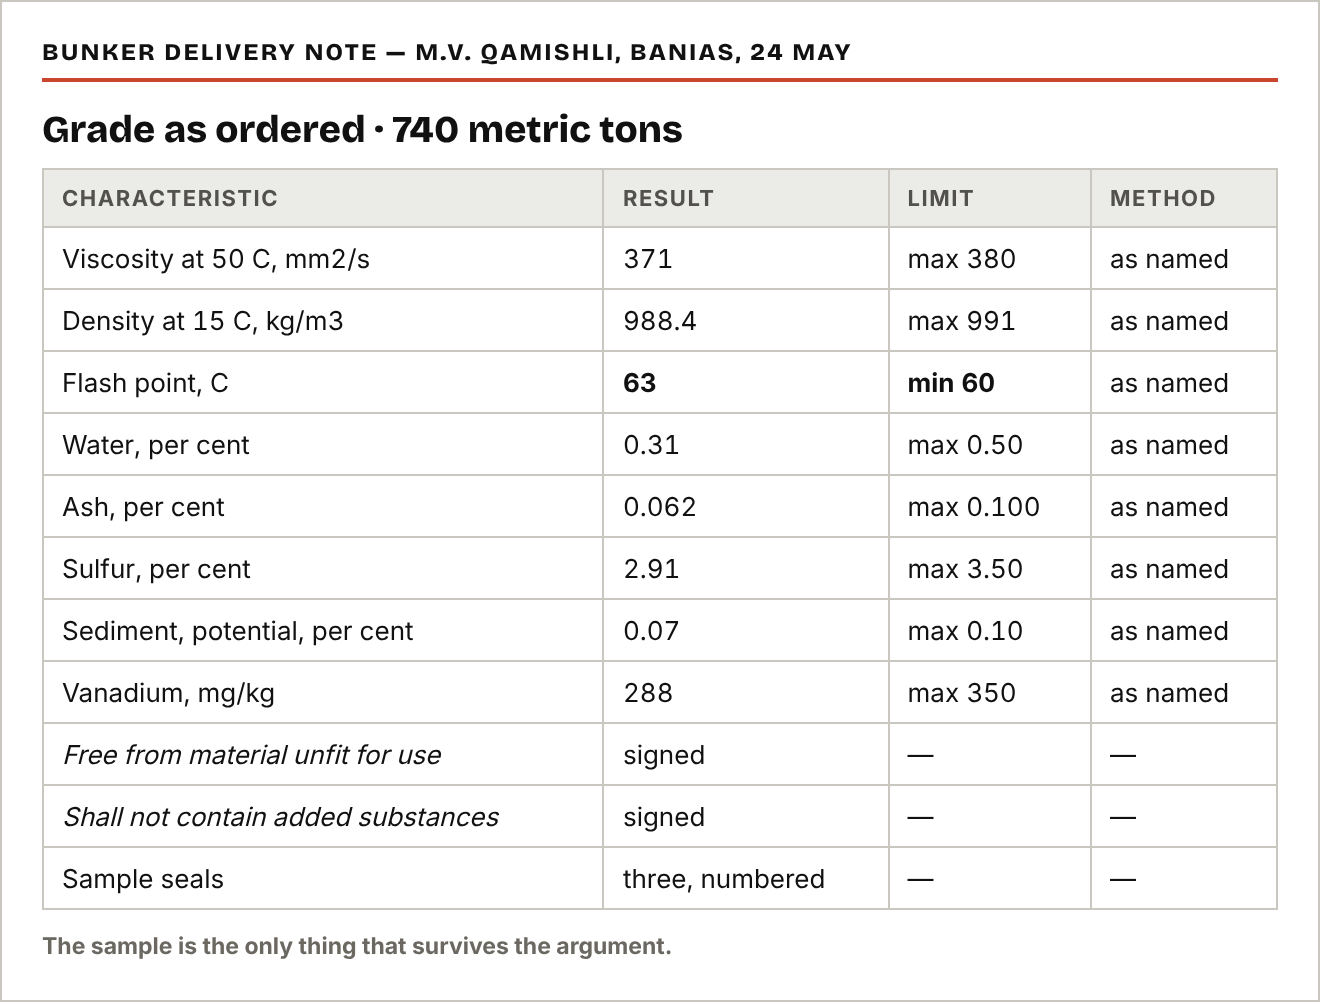 BUNKER DELIVERY NOTE — M.V. QAMISHLI, BANIAS, 24 MAY
Grade as ordered · 740 metric tons
CHARACTERISTIC RESULT LIMIT METHOD
Viscosity at 50 C, mm2/s 371 max 380 as named
Density at 15 C, kg/m3 988.4 max 991 as named
Flash point, C 63 min 60 as named
Water, per cent 0.31 max 0.50 as named
Ash, per cent 0.062 max 0.100 as named
Sulfur, per cent 2.91 max 3.50 as named
Sediment, potential, per cent 0.07 max 0.10 as named
Vanadium, mg/kg 288 max 350 as named
Free from material unfit for use signed — —
Shall not contain added substances signed — —
Sample seals three, numbered — —
The sample is the only thing that survives the argument.